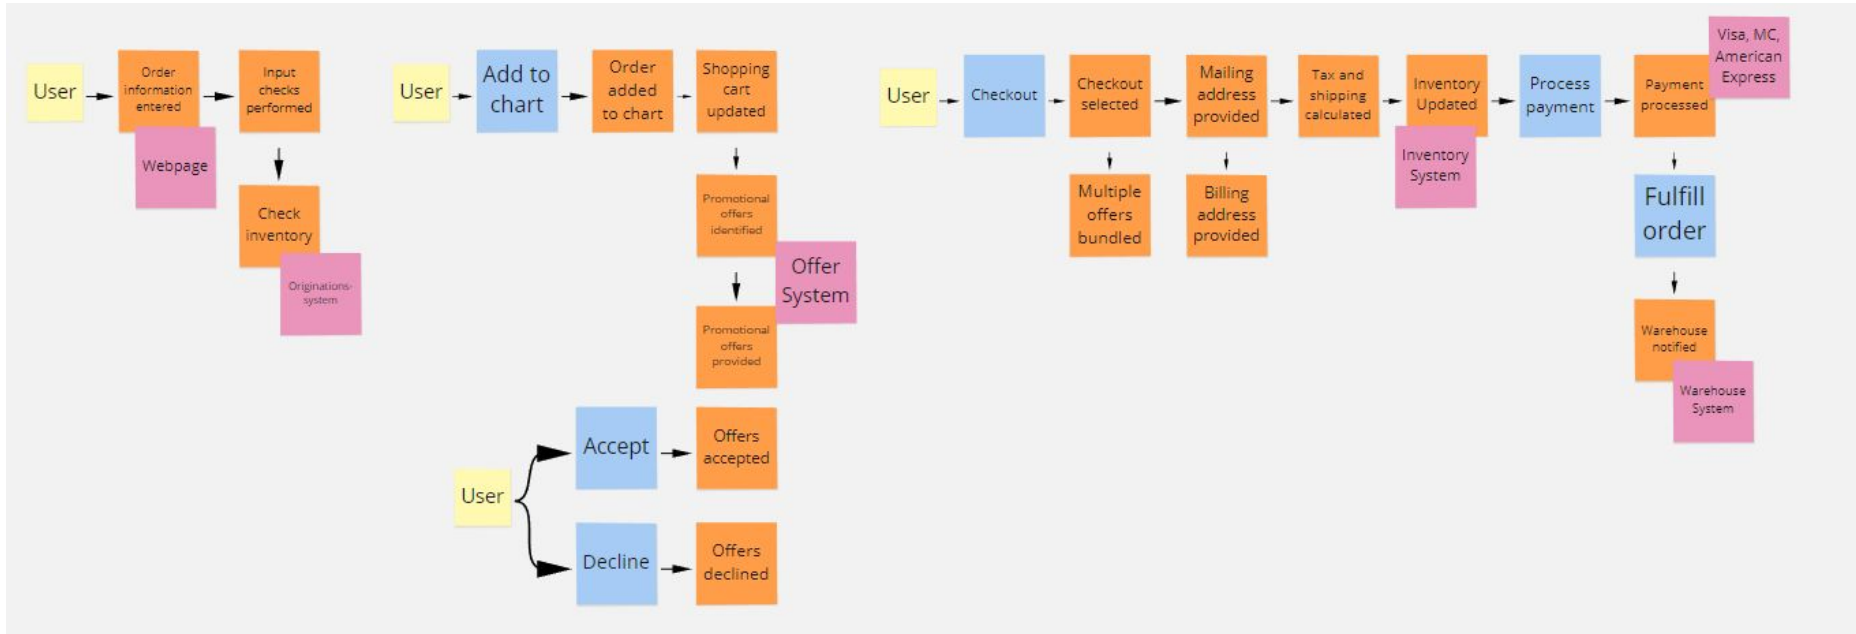 User
Order
information
entered
Webpage
Input
checks
performed
Check
inventory
Originations-
system
User
Add to
chart
Order
added
to chart
Shopping
cart
updated
Promotional
offers
identified
Offer
System
Promotional
offers
provided
User
Accept
Offers
accepted
Decline
Offers
declined
User
Checkout
Checkout
selected
Multiple
offers
bundled
Mailing
address
provided
Billing
address
provided
Tax and
shipping
calculated
Inventory
Updated
Inventory
System
Process
payment
Payment
processed
Visa, MC,
American
Express
Fulfill
order
Warehouse
notified
Warehouse
System